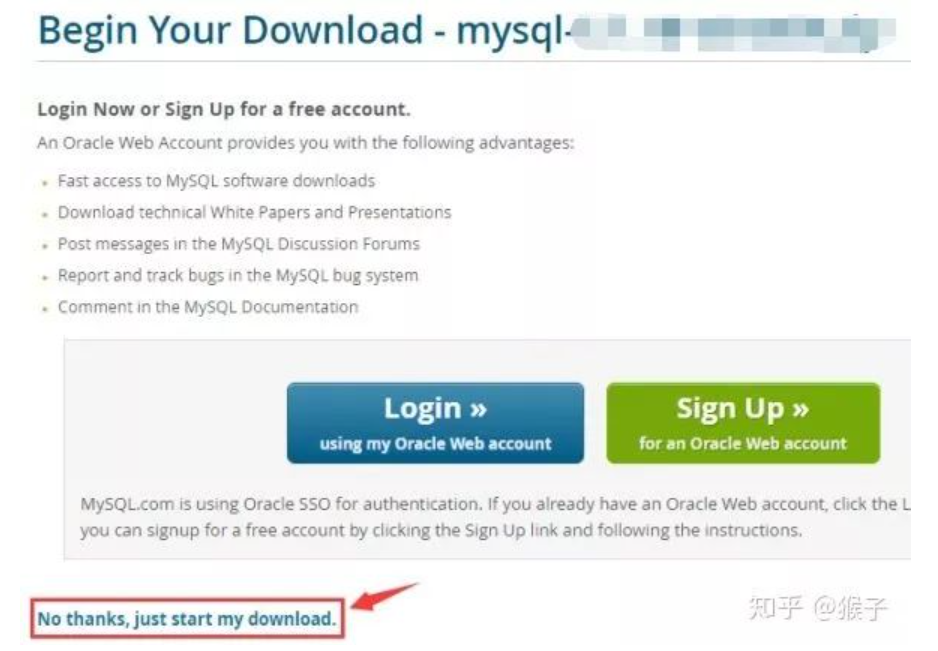 Begin Your Download - mysql-
Login Now or Sign Up for a free account.
An Oracle Web Account provides you with the following advantages:
Fast access to MySQL software downloads
Download technical White Papers and Presentations
Post messages in the MySQL Discussion Forums
Report and track bugs in the MySQL bug system
Comment in the MySQL Documentation
Login »
using my Oracle Web account
Sign Up »
for an Oracle Web account
MySQL.com is using Oracle SSO for authentication. If you already have an Oracle Web account, click the L
you can signup for a free account by clicking the Sign Up link and following the instructions.
No thanks, just start my download.
知乎 @猴子